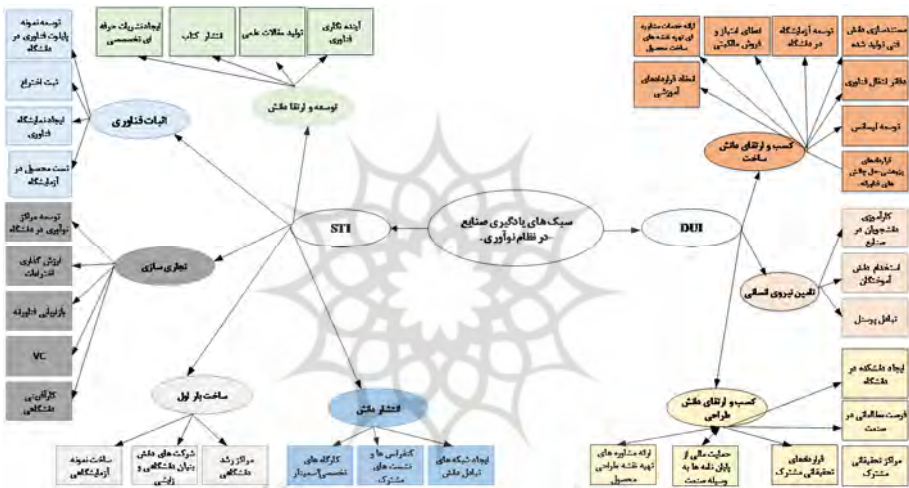 توسعه نمونه
پایلوت فناوری در
دانشگاه
ثبت اختراع
ایجاد نمایشگاه
فناوری
تست محصول در
آزمایشگاه
اثبات فناوری
ایجاد نشریات حرفه
ای تخصصی
انتشار کتاب
تولید مقالات علمی
آینده نگاری
فناوری
توسعه و ارتقا دانش
توسعه مراکز
نوآوری در دانشگاه
ارزش گذاری
اختراعات
بازاریابی فناورانه
VC
کارآفرینی
دانشگاهی
تجاری سازی
STI
سبک های یادگیری صنایع
-در نظام نوآوری-
DUI
ساخت بار اول
ساخت نمونه
آزمایشگاهی
شرکت های دانش
بنیان دانشگاهی و
زایشی
مراکز رشد
دانشگاهی
انتشار دانش
کارگاه های
تخصصی/سمینار
کنفرانس ها و
نشست های
مشترک
ایجاد شبکه های
تبادل دانش
ارائه خدمات مشاوره
ای تهیه نقشه های
ساخت محصول
اعطای امتیاز و
فروش مالکیتی
توسعه آزمایشگاه
در دانشگاه
مستندسازی دانش
فنی تولید شده
انعقاد قراردادهای
آموزشی
دفاتر انتقال فناوری
توسعه لیسانس
قراردادهای
پژوهشی-حل چالش
های فناورانه-
کسب و ارتقای دانش
ساخت
کارآموزی
دانشجویان در
صنایع
استخدام دانش
آموختگان
تبادل پرسنل
تامین نیروی انسانی
کسب و ارتقای دانش
طراحی
ایجاد دانشکده در
دانشگاه
فرصت مطالعاتی در
صنعت
مراکز تحقیقاتی
مشترک
قراردادهای
تحقیقاتی مشترک
حمایت مالی از
پایان نامه ها به
وسیله صنعت
ارائه مشاوره های
تهیه نقشه طراحی
محصول